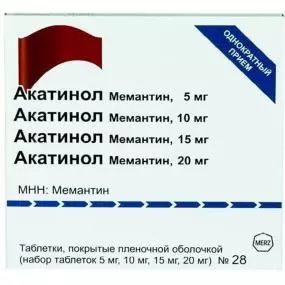 ОДНОКРАТНЫЙ
ПРИЕМ
Акатинол Мемантин, 5 мг
Акатинол Мемантин, 10 мг
Акатинол Мемантин, 15 мг
Акатинол Мемантин, 20 мг
МНН: Мемантин
Таблетки, покрытые пленочной оболочкой
(набор таблеток 5 мг, 10 мг, 15 мг, 20 мг) № 28
MERZ